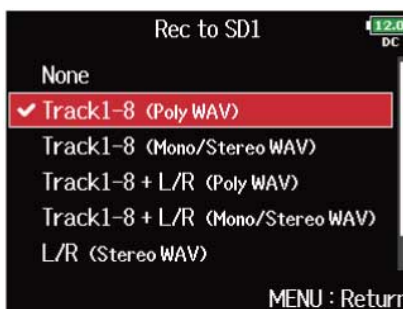 Rec to SD1
12.0
DC
None
✔ Track1-8 (Poly WAV)
Track1-8 (Mono/Stereo WAV)
Track1-8 + L/R (Poly WAV)
Track1-8 + L/R (Mono/Stereo WAV)
L/R (Stereo WAV)
MENU : Return